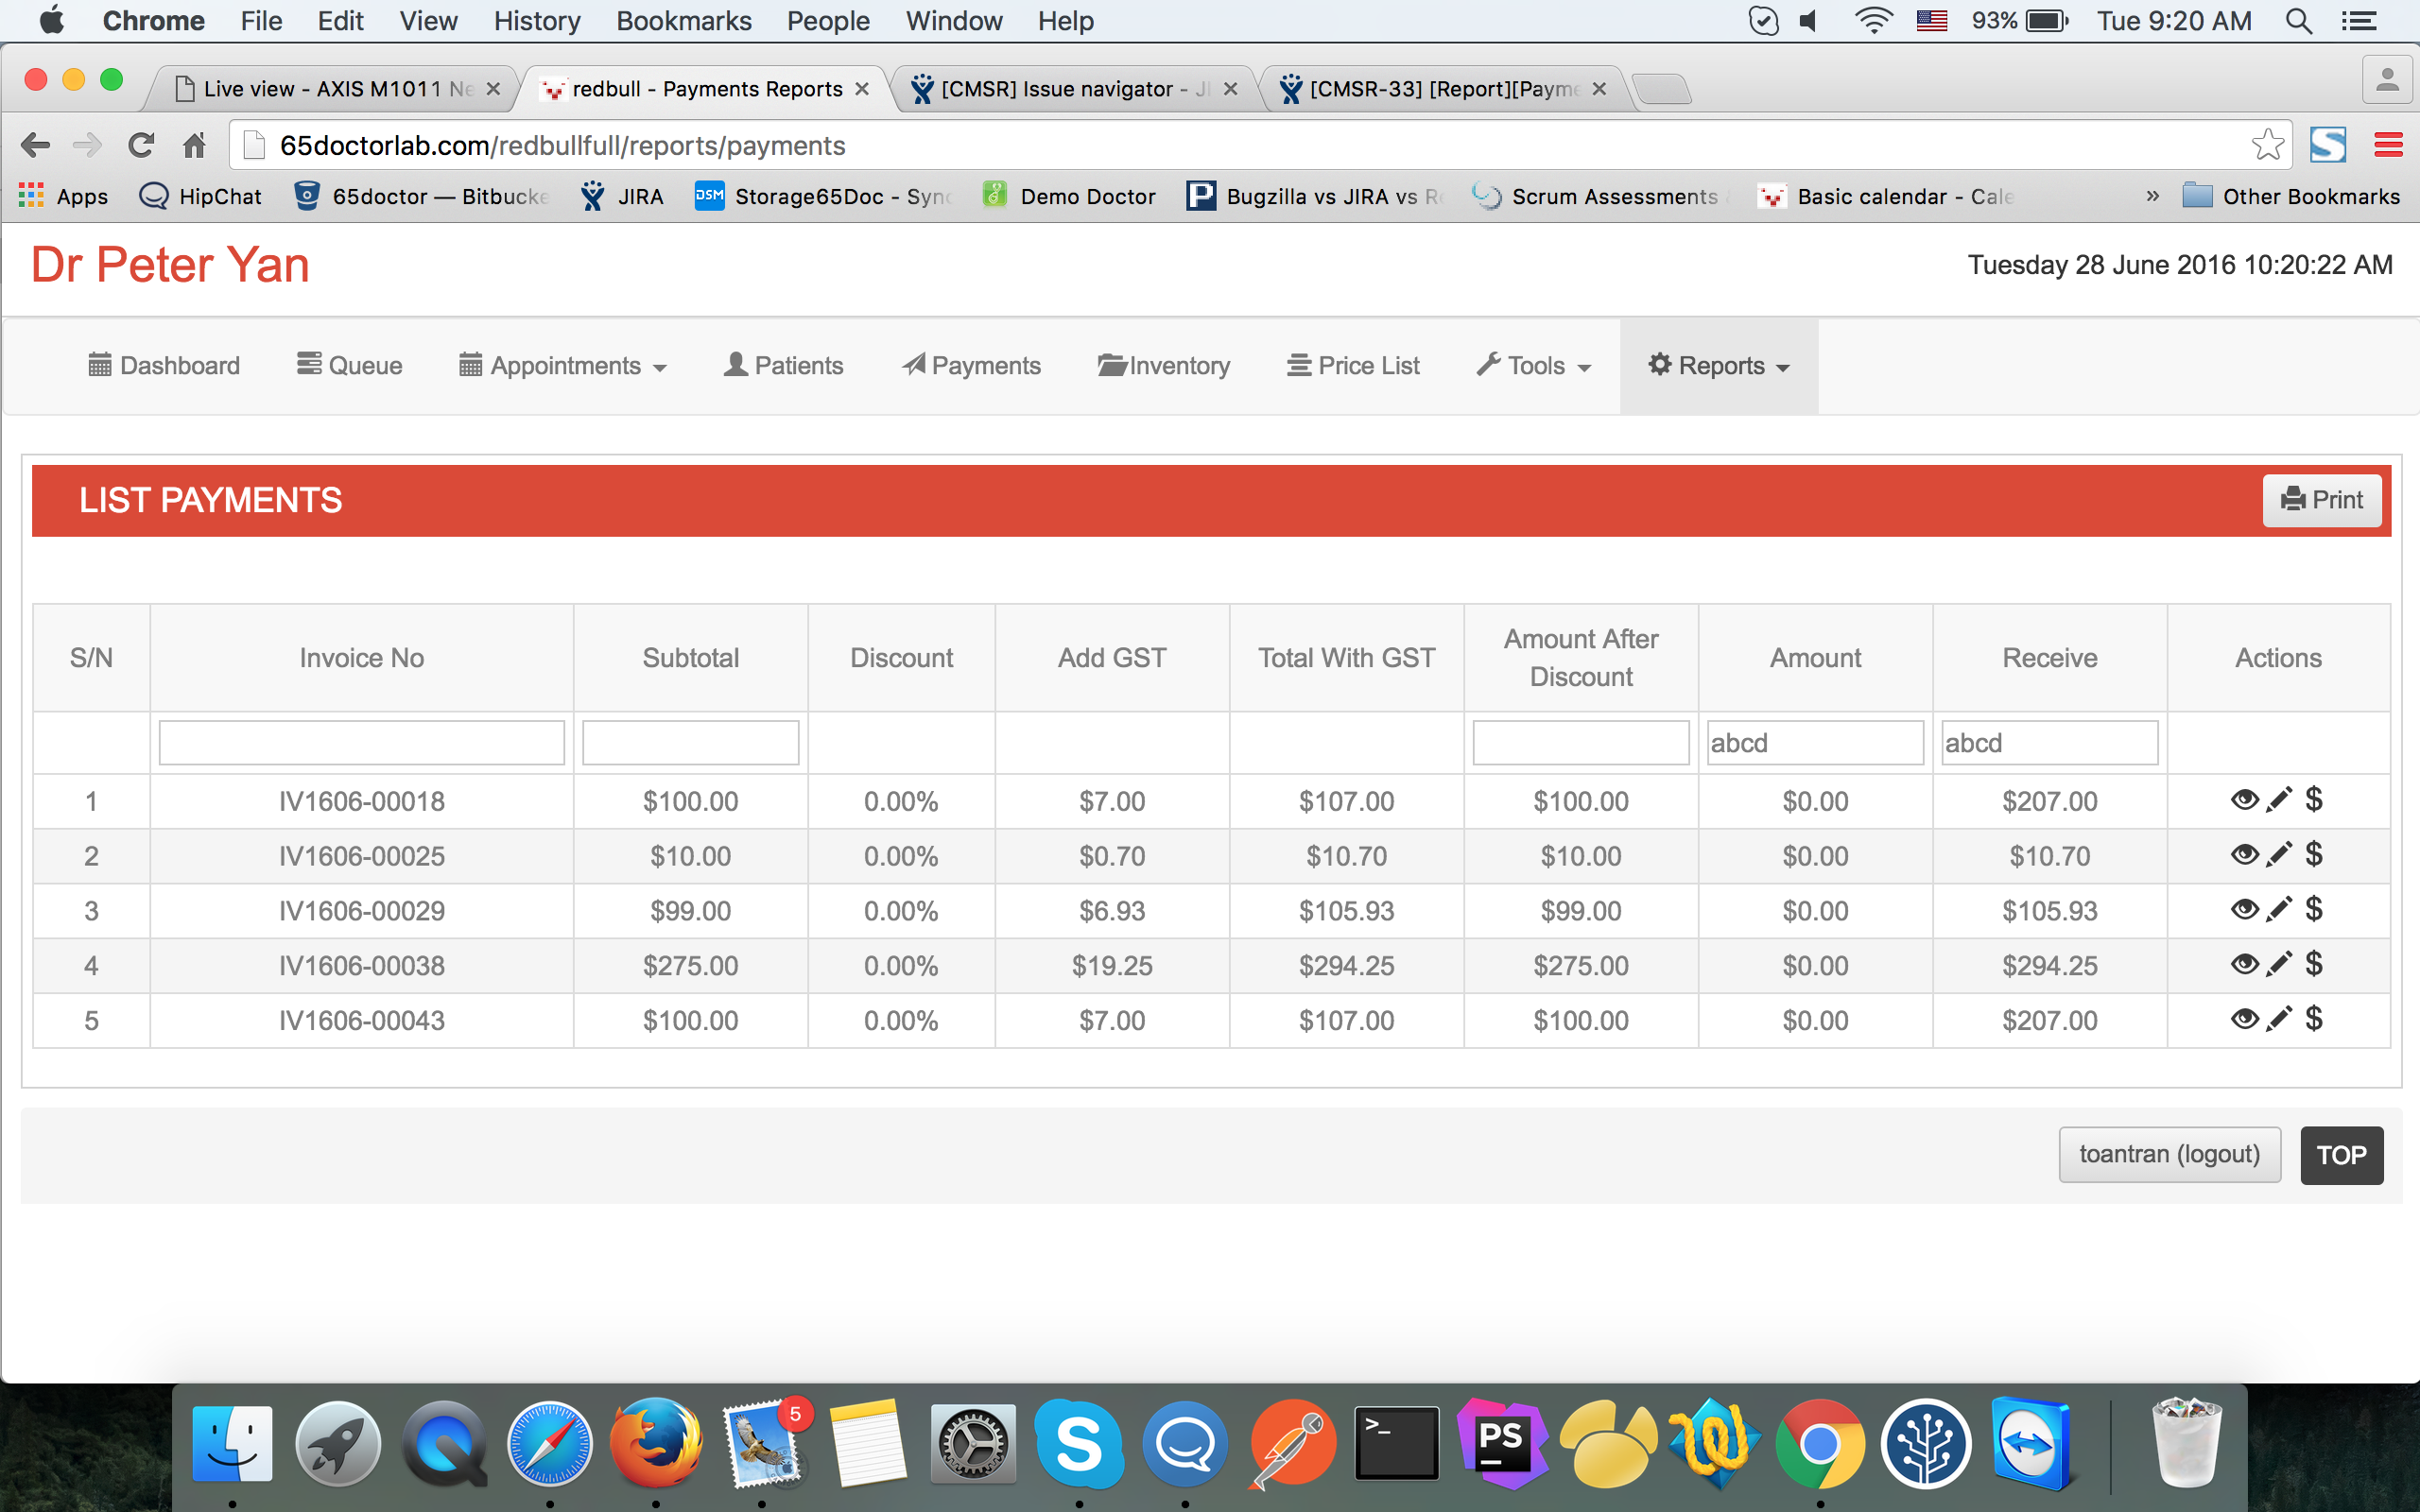 Chrome File Edit View History Bookmarks People Window Help 93% Tue 9:20 AM
Live view - AXIS M1011 Ne redbull - Payments Reports [CMSR] Issue navigator - JI [CMSR-33] [Report][Payme
65doctorlab.com/redbullfull/reports/payments
Apps HipChat 65doctor — Bitbucke JIRA DSM Storage65Doc - Sync Demo Doctor P Bugzilla vs JIRA vs Re Scrum Assessments Basic calendar - Cale » Other Bookmarks
Dr Peter Yan Tuesday 28 June 2016 10:20:22 AM
Dashboard Queue Appointments Patients Payments Inventory Price List Tools Reports
LIST PAYMENTS Print
S/N Invoice No Subtotal Discount Add GST Total With GST Amount After Discount Amount Receive Actions
abcd abcd
1 IV1606-00018 $100.00 0.00% $7.00 $107.00 $100.00 $0.00 $207.00 $
2 IV1606-00025 $10.00 0.00% $0.70 $10.70 $10.00 $0.00 $10.70 $
3 IV1606-00029 $99.00 0.00% $6.93 $105.93 $99.00 $0.00 $105.93 $
4 IV1606-00038 $275.00 0.00% $19.25 $294.25 $275.00 $0.00 $294.25 $
5 IV1606-00043 $100.00 0.00% $7.00 $107.00 $100.00 $0.00 $207.00 $
toantran (logout) TOP
5 S >_ PS